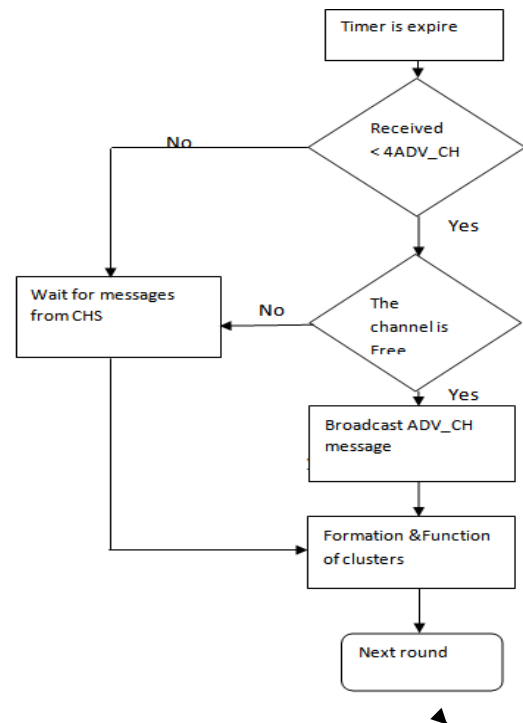 Timer is expire
Received
< 4ADV_CH
No
Yes
Wait for messages
from CHS
No
The
channel is
Free
Yes
Broadcast ADV_CH
message
Formation &Function
of clusters
Next round